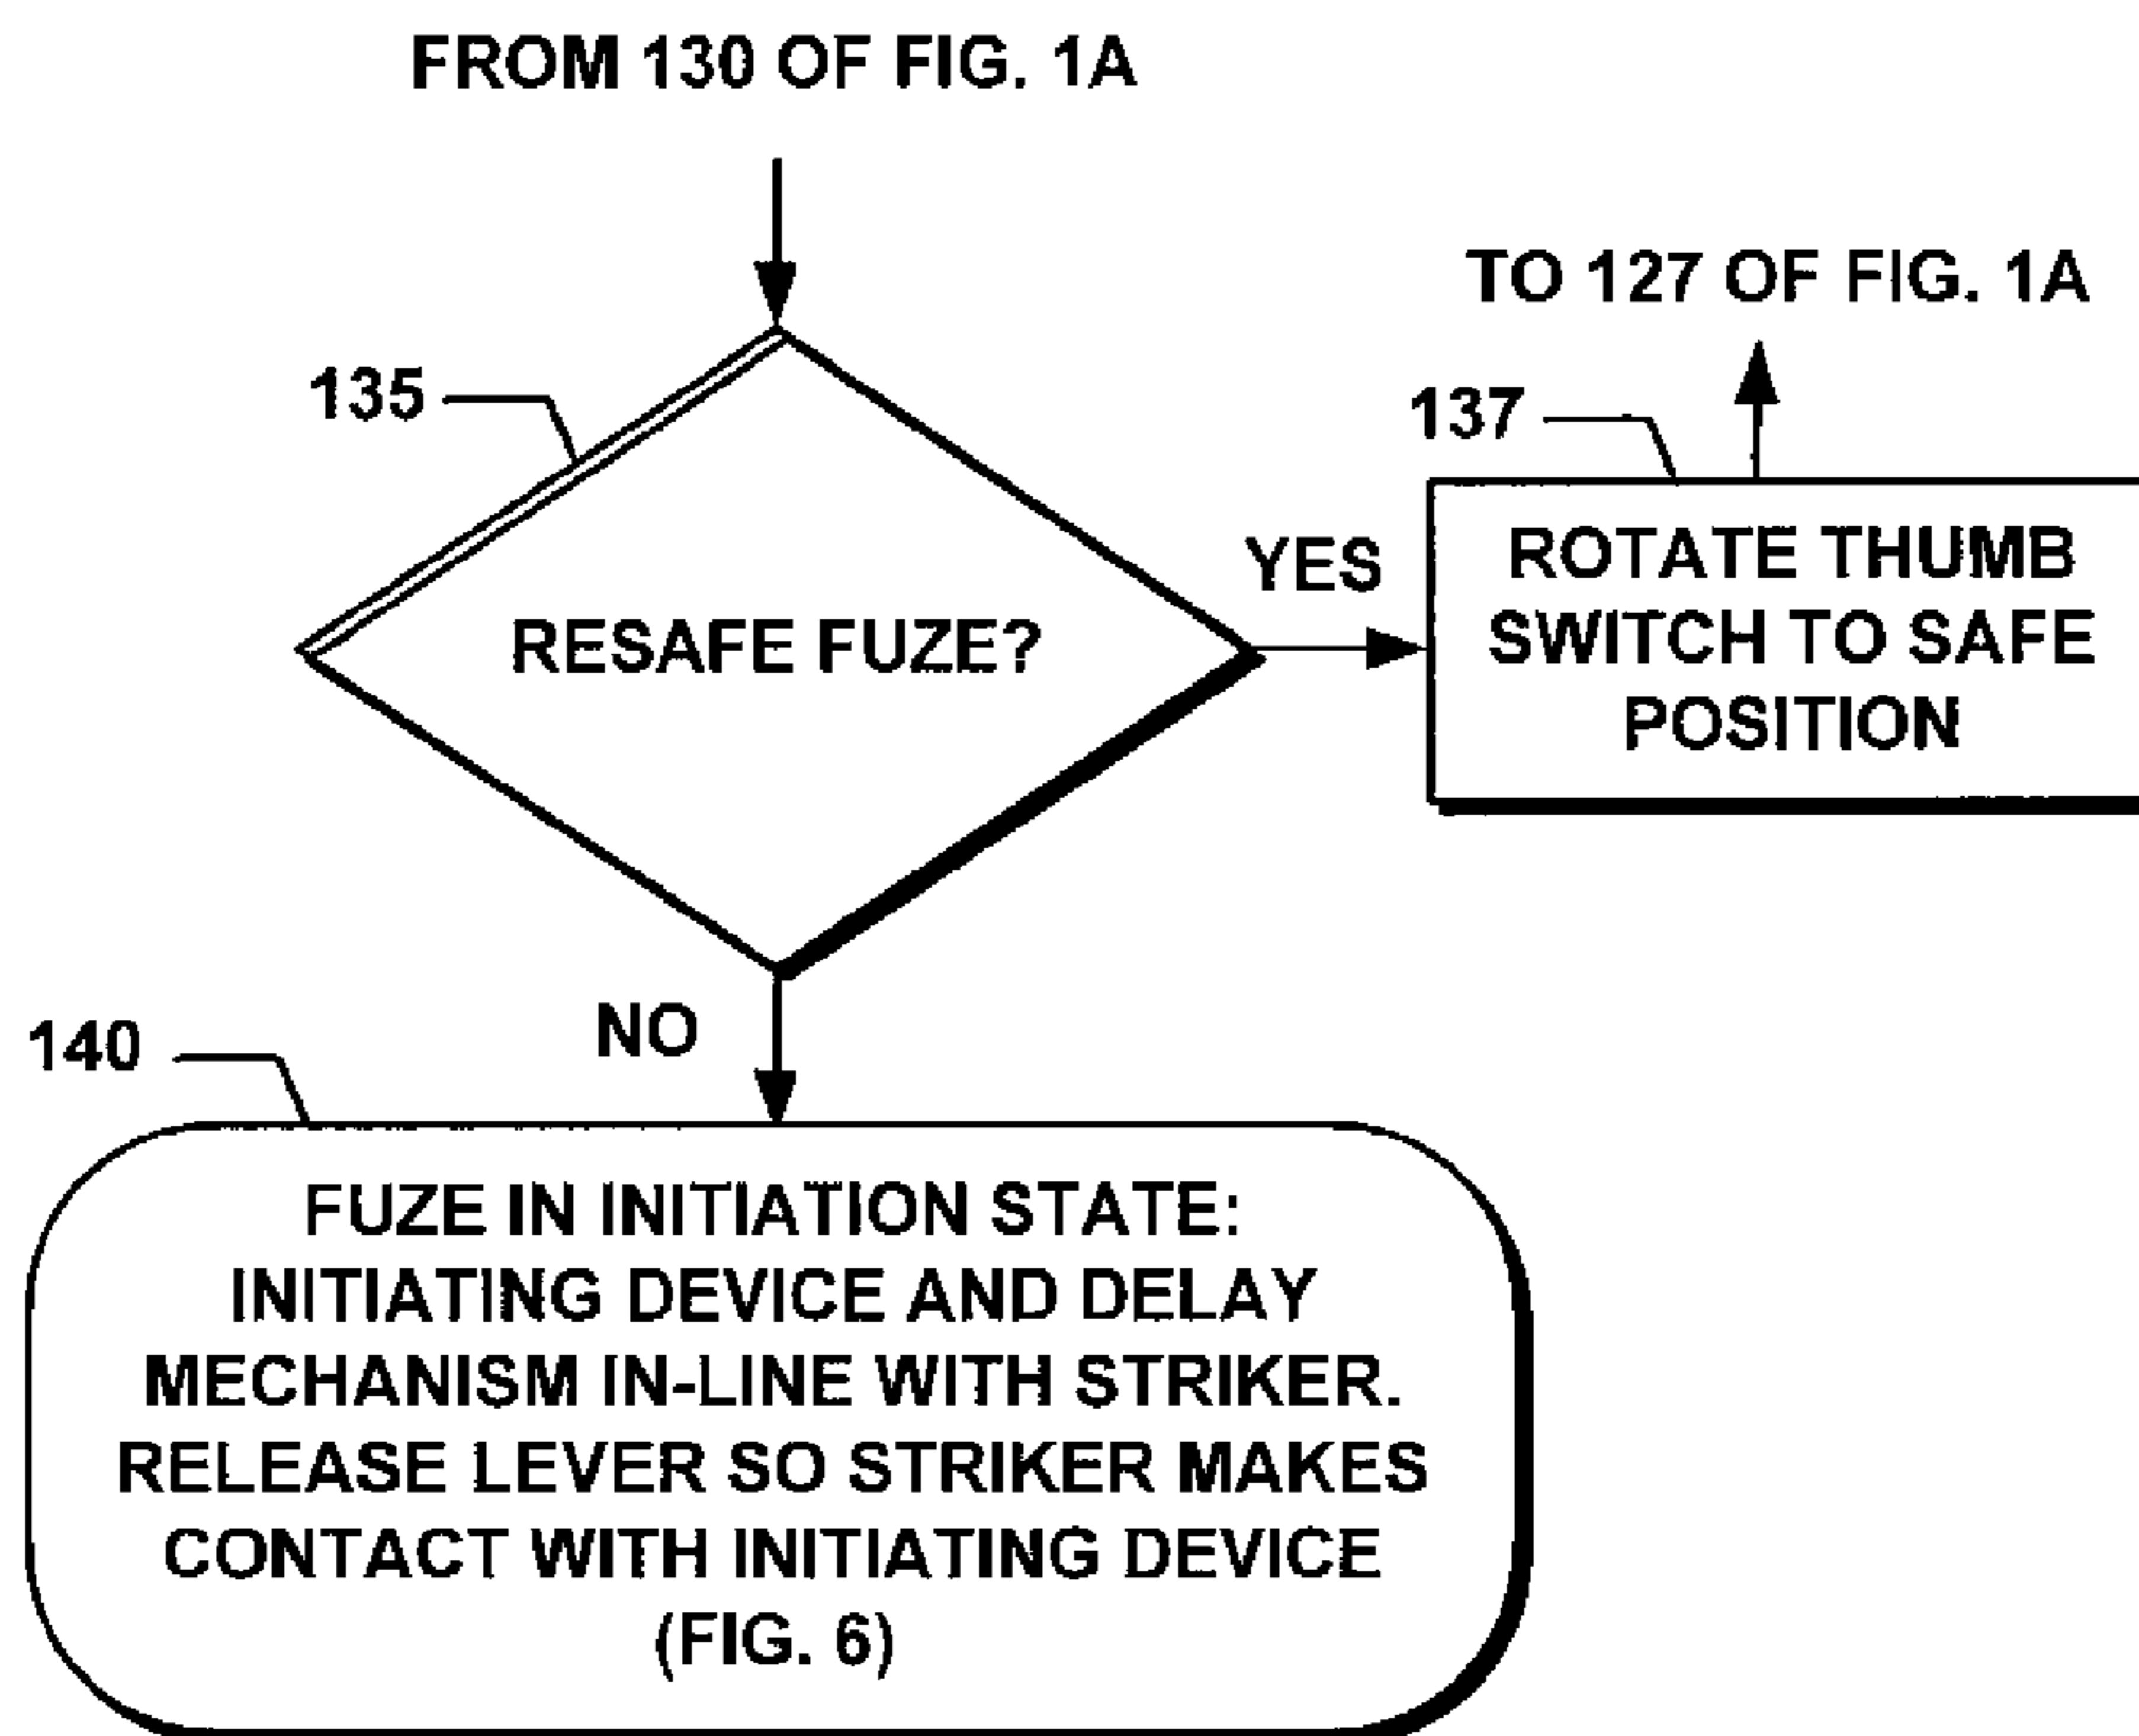 FROM 130 OF FIG. 1A
TO 127 OF FIG. 1A
135
137
YES
ROTATE THUMB
SWITCH TO SAFE
POSITION
RESAFE FUZE?
NO
140
FUZE IN INITIATION STATE:
INITIATING DEVICE AND DELAY
MECHANISM IN-LINE WITH STRIKER.
RELEASE LEVER SO STRIKER MAKES
CONTACT WITH INITIATING DEVICE
(FIG. 6)